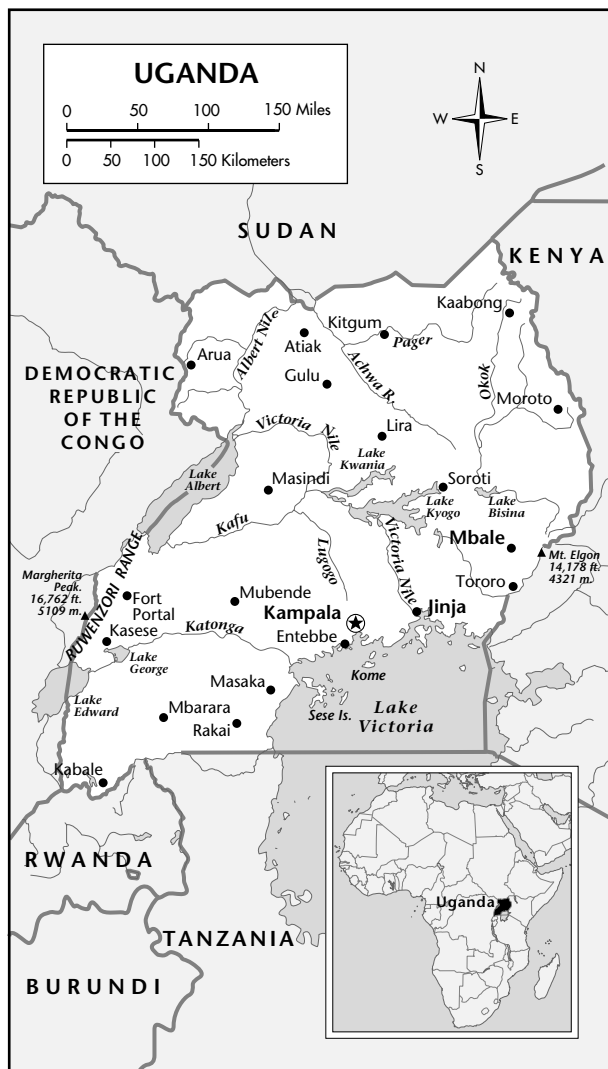 UGANDA
0 50 100 150 Miles
0 50 100 150 Kilometers
N
W E
S
SUDAN
KENYA
Kaabong
Kitgum
Pager
Albert Nile
Atiak
Achwa R.
Okok
Arua
DEMOCRATIC
REPUBLIC
OF THE
CONGO
Gulu
Moroto
Victoria Nile
Lira
Lake
Kwania
Lake
Albert
Masindi
Soroti
Lake
Kyogo
Lake
Bisina
Kafu
Lugogo
Victoria Nile
Mbale
Mt. Elgon
14,178 ft.
4321 m.
Margherita
Peak.
16,762 ft.
5109 m.
RUWENZORI RANGE
Fort
Portal
Mubende
Tororo
Kampala
Jinja
Kasese
Katonga
Entebbe
Lake
George
Kome
Lake
Edward
Masaka
Mbarara
Sese Is.
Lake
Victoria
Rakai
Kabale
RWANDA
Uganda
TANZANIA
BURUNDI